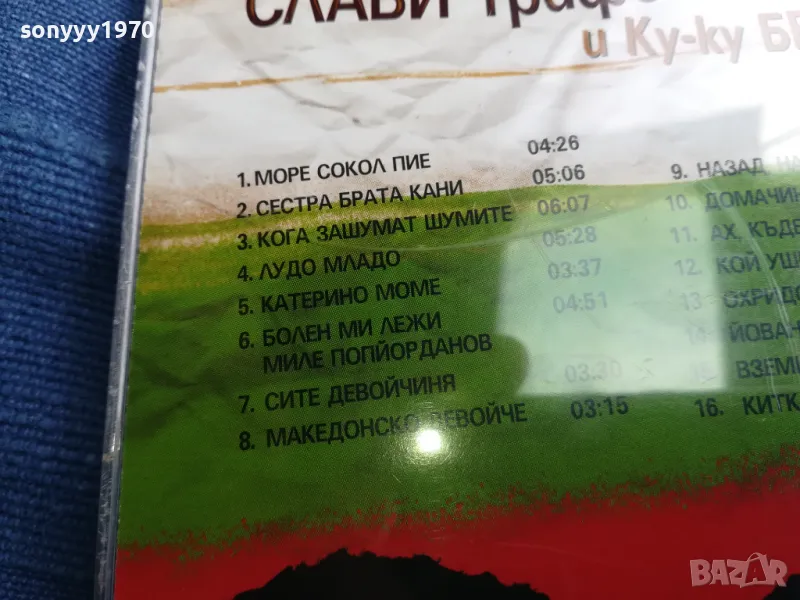 sonyyy1970
СЛАВИ
и Ку-ку
1. МОРЕ СОКОЛ ПИЕ 04:26
2. СЕСТРА БРАТА КАНИ 05:06
3. КОГА ЗАШУМАТ ШУМИТЕ 06:07
4. ЛУДО МЛАДО 05:28
5. КАТЕРИНО МОМЕ 03:37
6. БОЛЕН МИ ЛЕЖИ 04:51
МИЛЕ ПОПЙОРДАНОВ
7. СИТЕ ДЕВОЙЧИНЯ 03:30
8. МАКЕДОНСКО ДЕВОЙЧЕ 03:15
9. НАЗАД
10. ДОМАЧИН
11. АХ, КЪДЕ
12. КОЙ
13. ОХРИД
14. ЙОВАН
15. ВЗЕМИ
16. КИТК
BAZAR